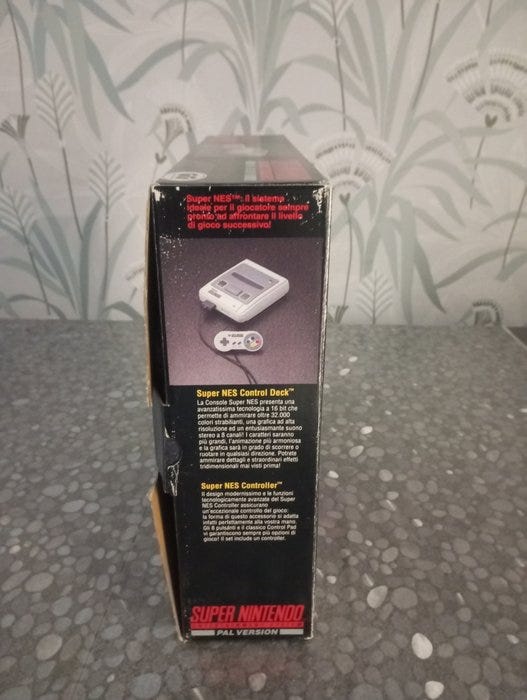 Super NES™: il sistema
ideale per il giocatore sempre
pronto ad affrontare il livello
di gioco successivo!
Super NES Control Deck™
La Console Super NES presenta una
avanzatissima tecnologia a 16 bit che
permette di ammirare oltre 32.000
colori strabilianti, una grafica ad alta
risoluzione ed un entusiasmante suono
stereo a 8 canali! I caratteri saranno
più grandi, l'animazione più armoniosa
e la grafica sarà in grado di scorrere o
ruotare in qualsiasi direzione. Potrete
ammirare dettagli e straordinari effetti
tridimensionali mai visti prima!
Super NES Controller™
Il design modernissimo e le funzioni
tecnologicamente avanzate del Super
NES Controller assicurano
un'eccezionale controllo del gioco:
la forma di questo accessorio si adatta
infatti perfettamente alla vostra mano.
Gli 8 pulsanti e il classico Control Pad
vi garantiscono sempre più opzioni di
gioco! Il set include un controller.
SUPER NINTENDO
ENTERTAINMENT SYSTEM
PAL VERSION